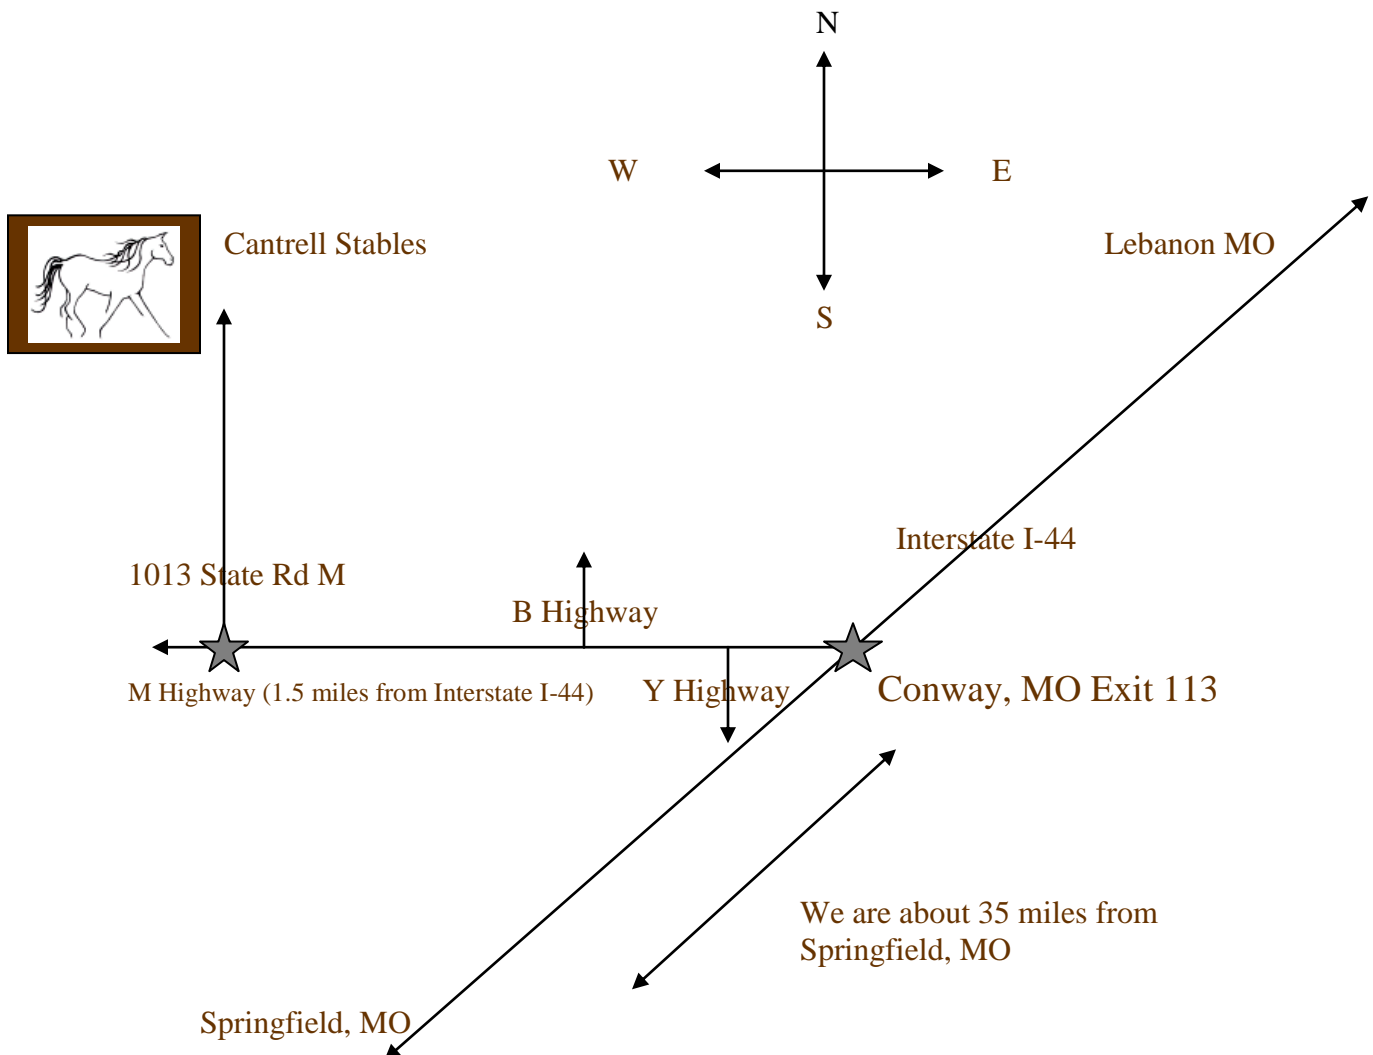 N
W
E
Cantrell Stables
Lebanon MO
S
Interstate I-44
1013 State Rd M
B Highway
M Highway (1.5 miles from Interstate I-44)
Y Highway
Conway, MO Exit 113
We are about 35 miles from
Springfield, MO
Springfield, MO